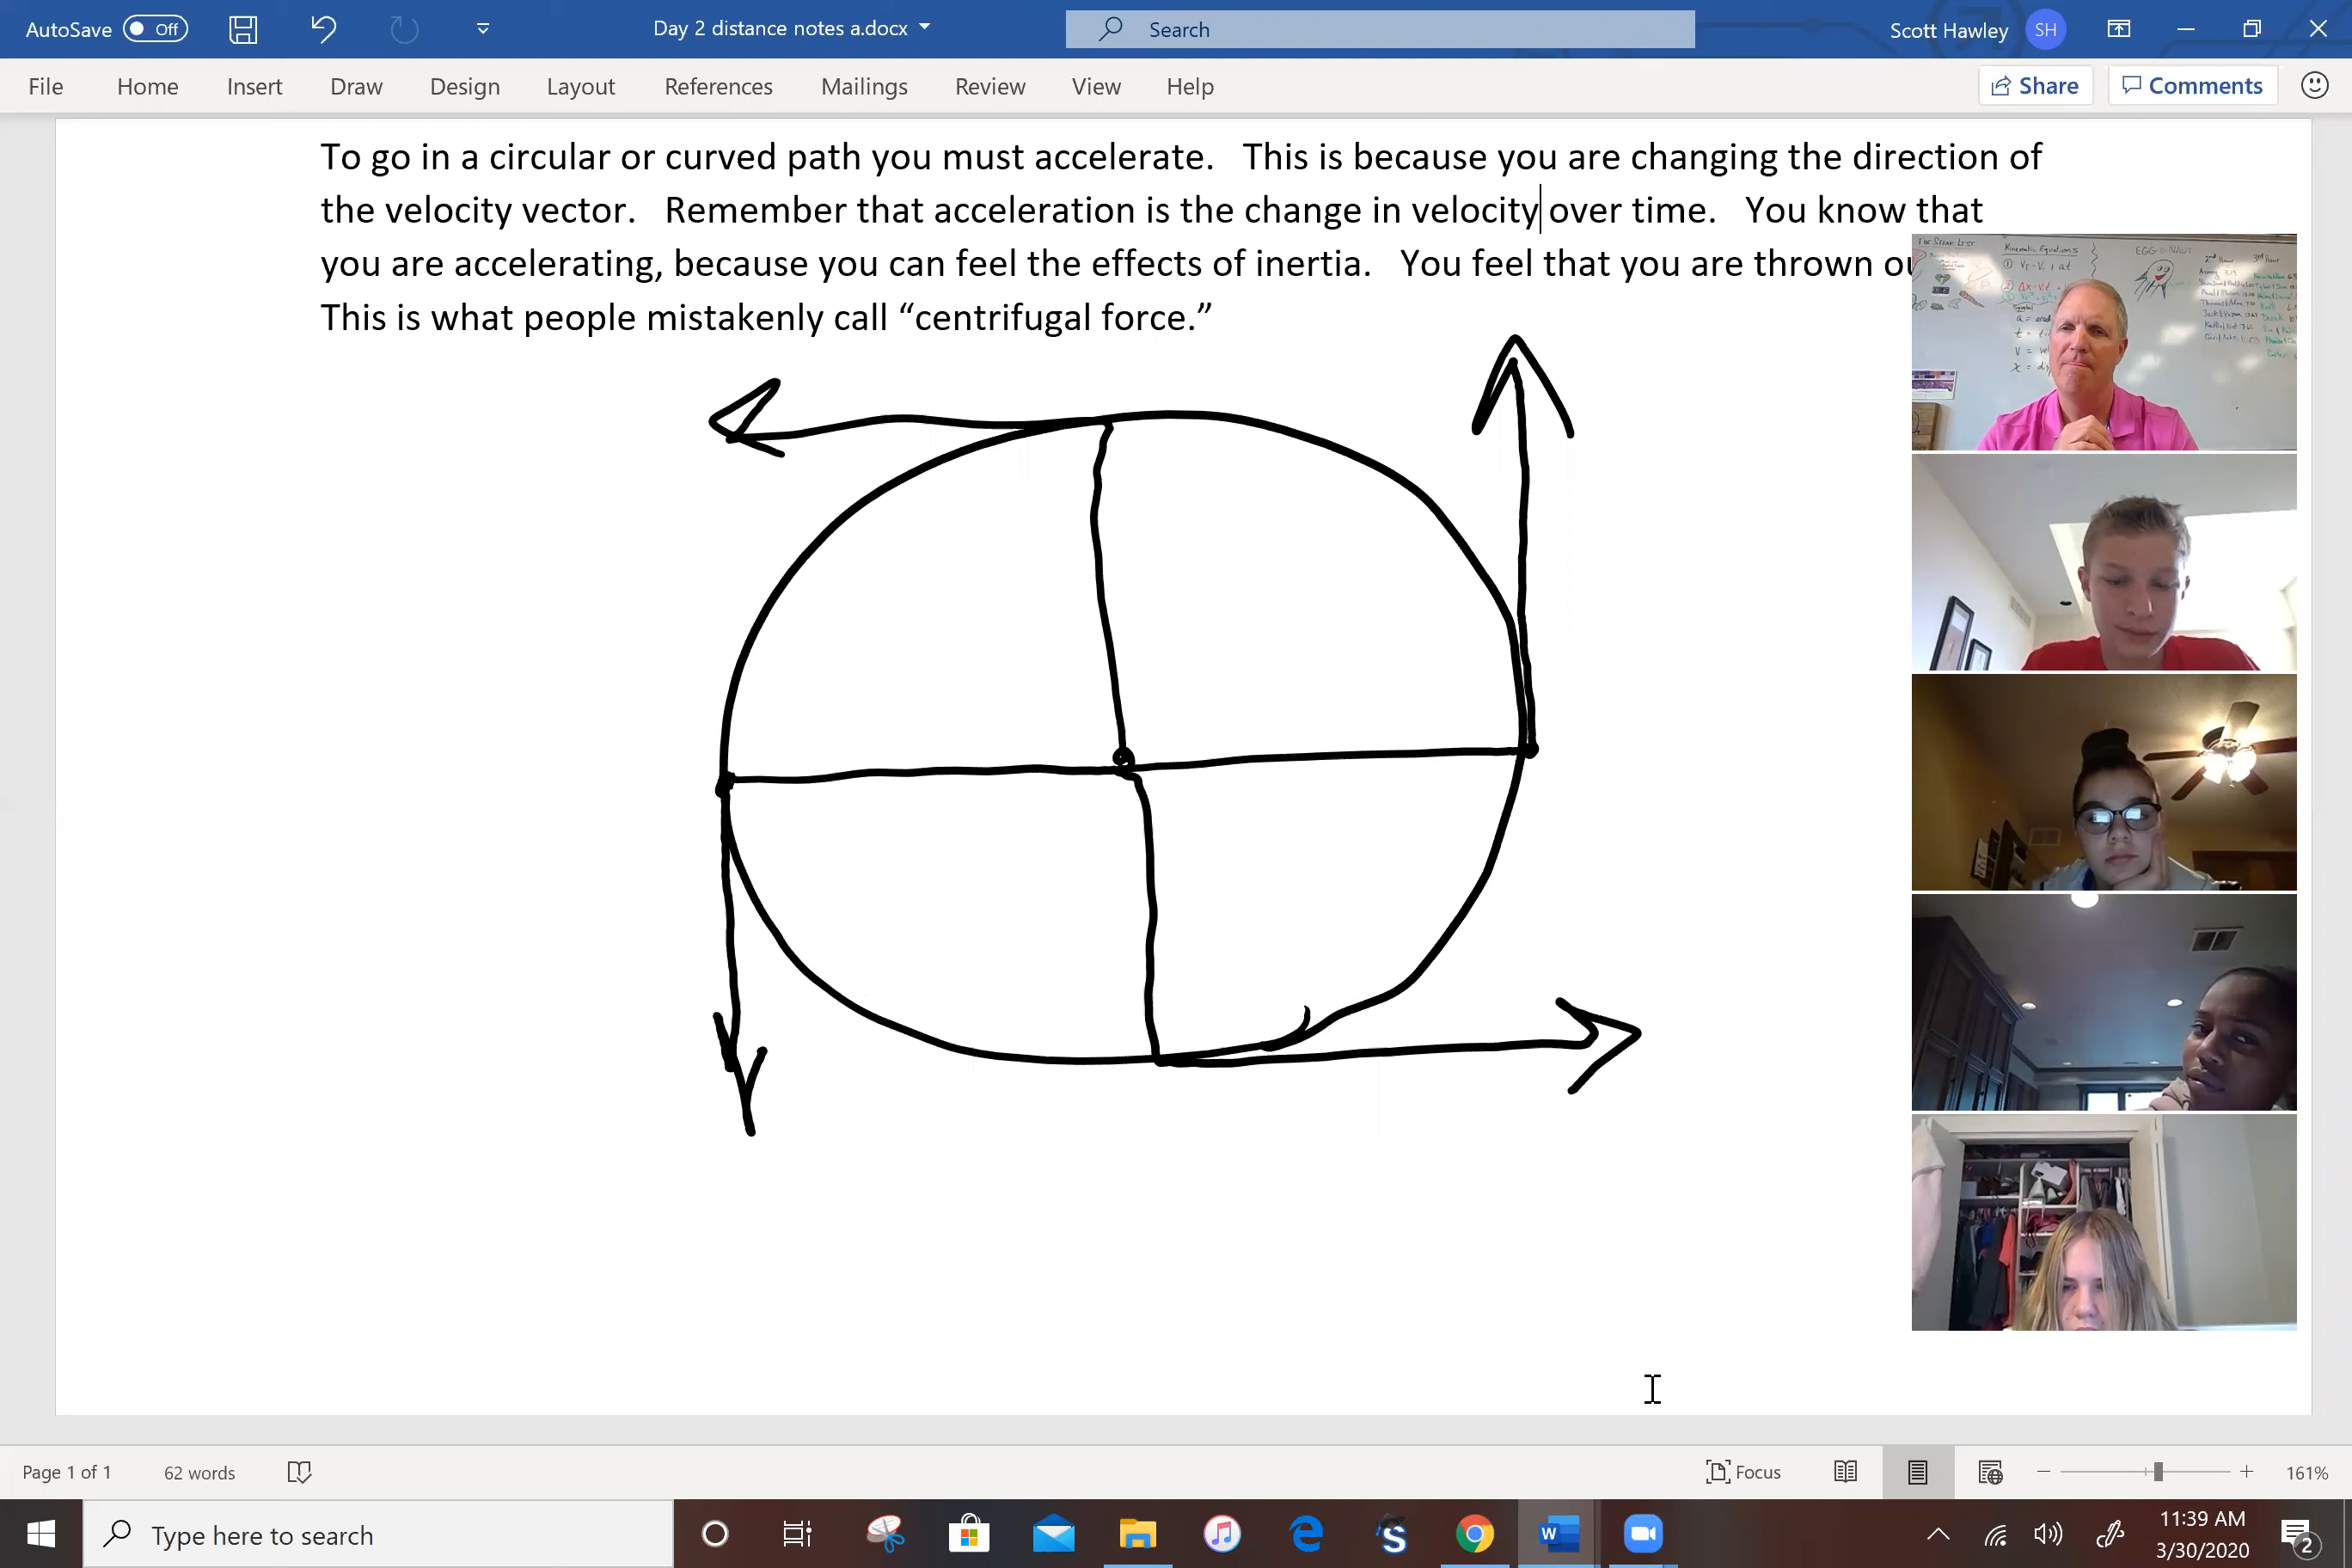 AutoSave Off Day 2 distance notes a.docx Search Scott Hawley SH
File Home Insert Draw Design Layout References Mailings Review View Help Share Comments
To go in a circular or curved path you must accelerate. This is because you are changing the direction of
the velocity vector. Remember that acceleration is the change in velocity over time. You know that
you are accelerating, because you can feel the effects of inertia. You feel that you are thrown
This is what people mistakenly call “centrifugal force.”
Kinematic Equations
EGG O NAUT
Page 1 of 1 62 words Focus 161%
Type here to search
11:39 AM
3/30/2020
2